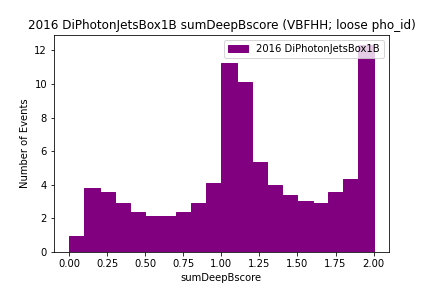 2016 DiPhotonJetsBox1B sumDeepBscore (VBFHH; loose pho_id)
2016 DiPhotonJetsBox1B
Number of Events
12
10
8
6
4
2
0
0.00 0.25 0.50 0.75 1.00 1.25 1.50 1.75 2.00
sumDeepBscore